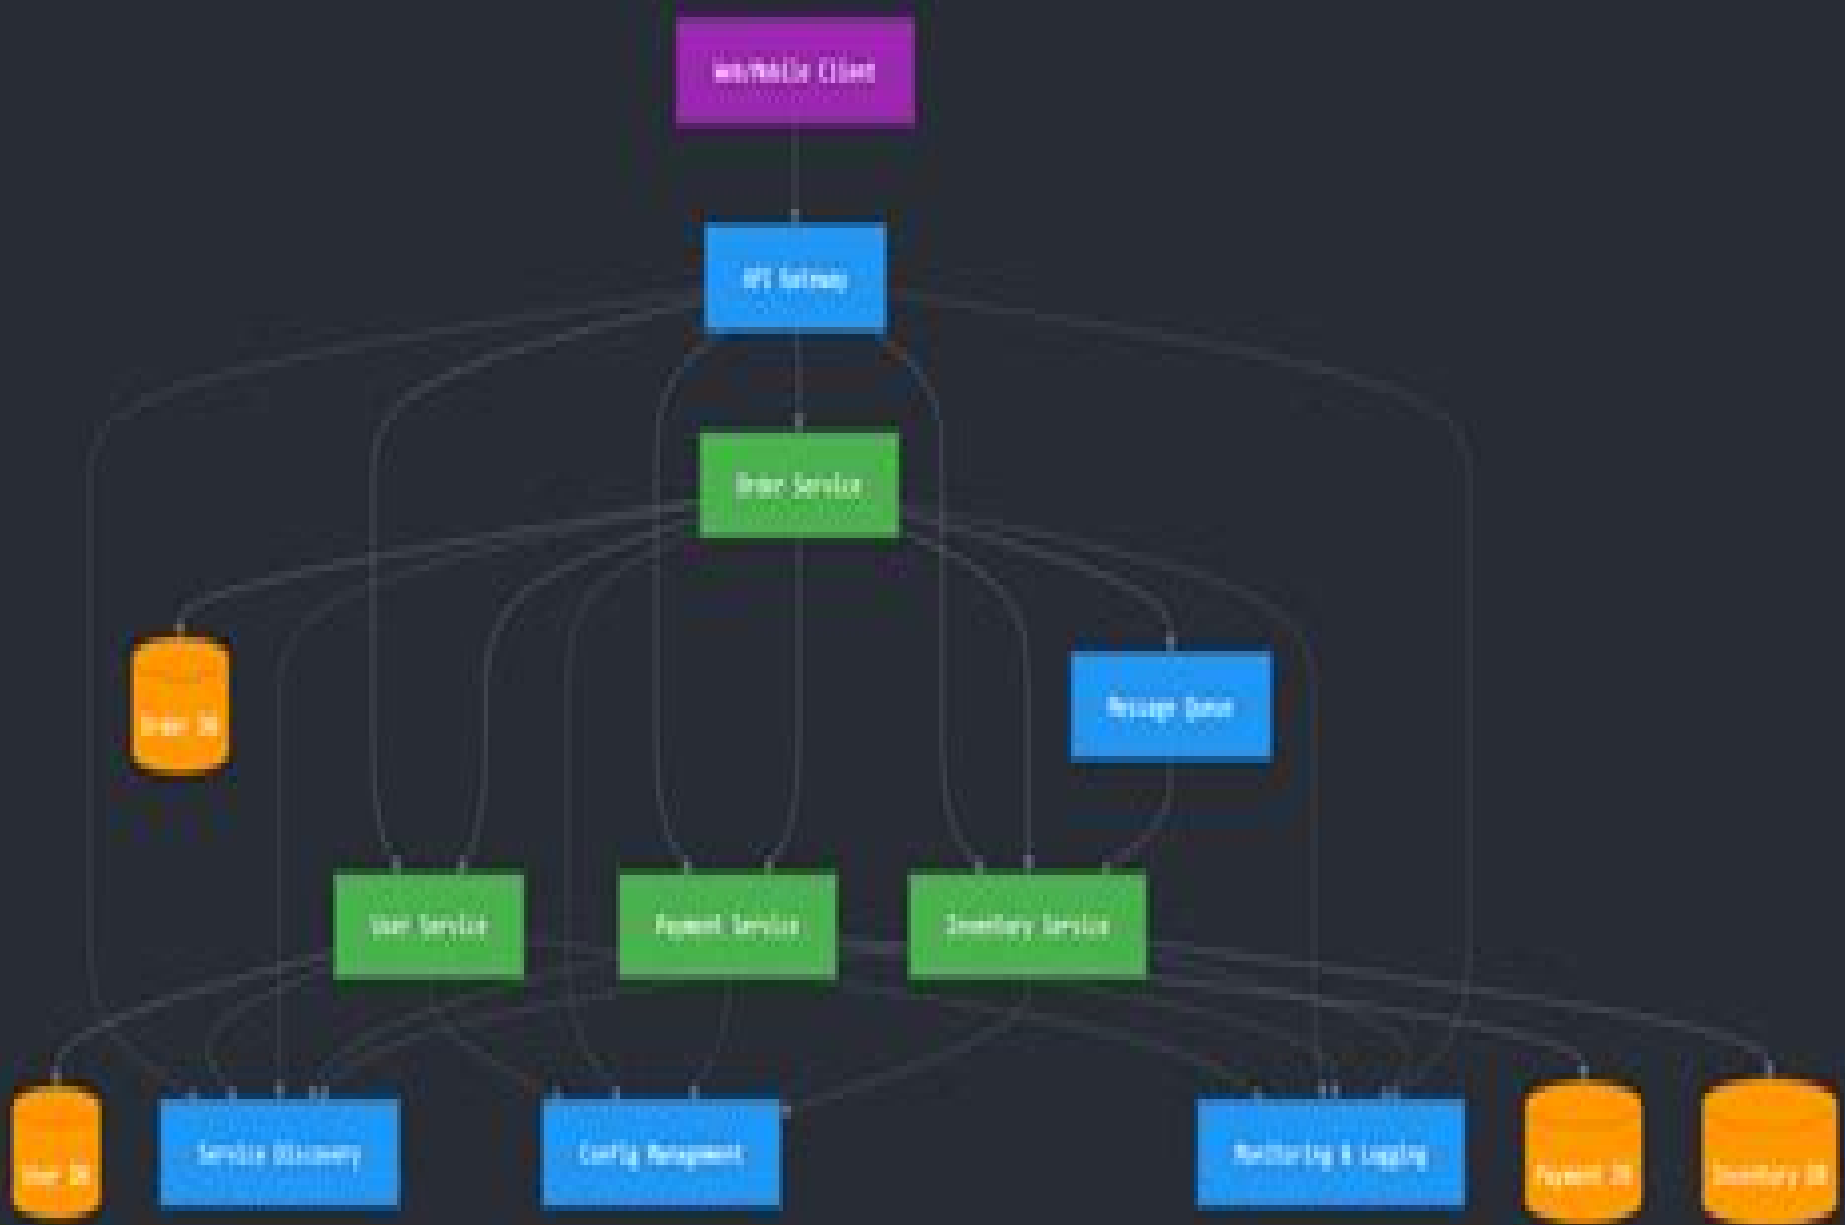 Web/Mobile Client
API Gateway
Order Service
Order DB
Message Queue
User Service
Payment Service
Inventory Service
User DB
Service Discovery
Config Management
Monitoring & Logging
Payment DB
Inventory DB